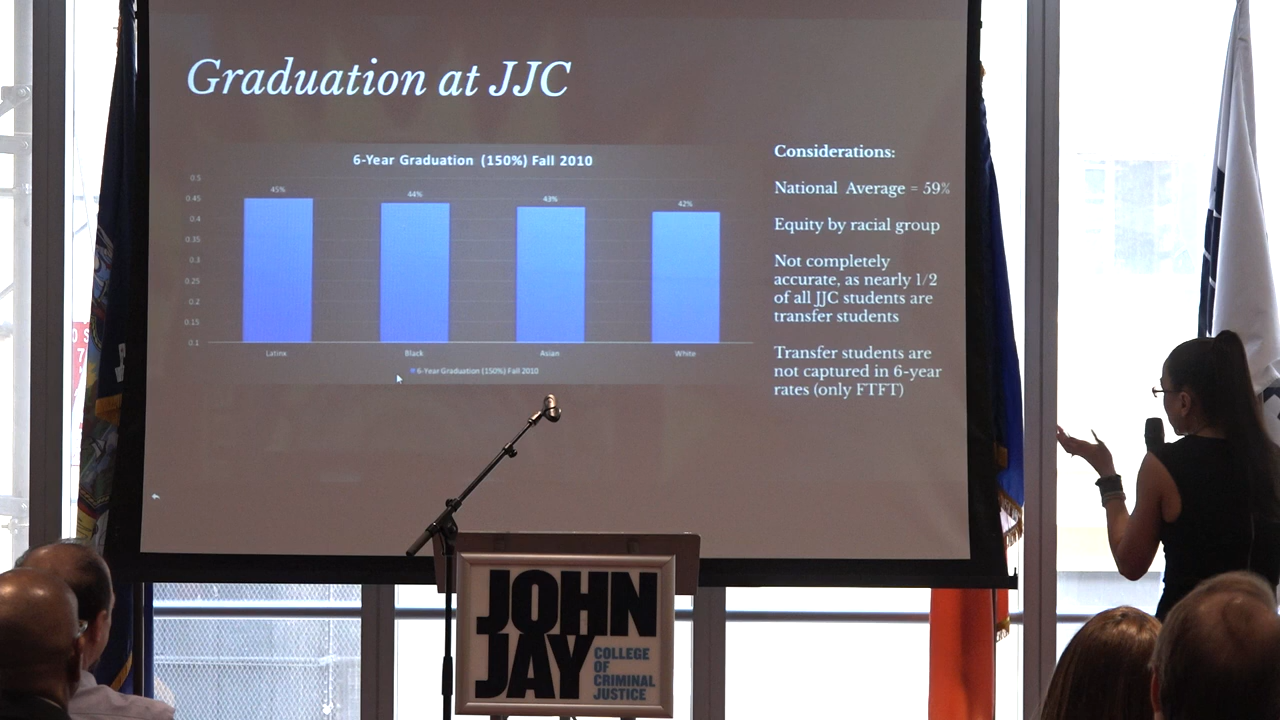 Graduation at JJC
6-Year Graduation (150%) Fall 2010
0.5
0.45
0.4
0.35
0.3
0.25
0.2
0.15
0.1
45%
44%
43%
42%
Latinx
Black
Asian
White
6-Year Graduation (150%) Fall 2010
Considerations:
National Average = 59%
Equity by racial group
Not completely
accurate, as nearly 1/2
of all JJC students are
transfer students
Transfer students are
not captured in 6-year
rates (only FTFT)
JOHN
JAY
COLLEGE
OF
CRIMINAL
JUSTICE